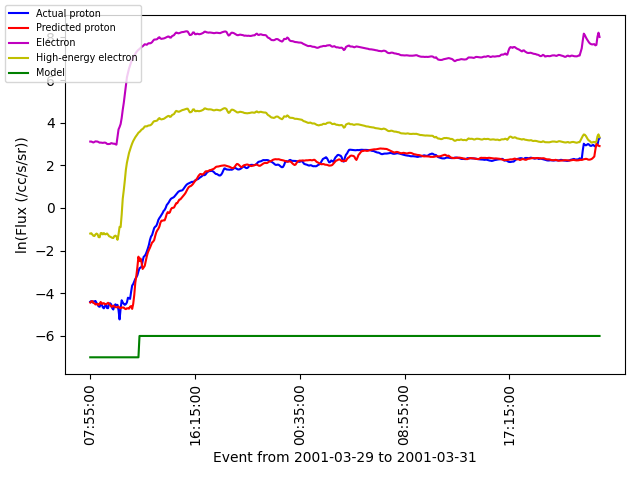 Actual proton
Predicted proton
Electron
High-energy electron
Model
8
6
4
2
0
−2
−4
−6
ln(Flux (/cc/s/sr))
07:55:00
16:15:00
00:35:00
08:55:00
17:15:00
Event from 2001-03-29 to 2001-03-31